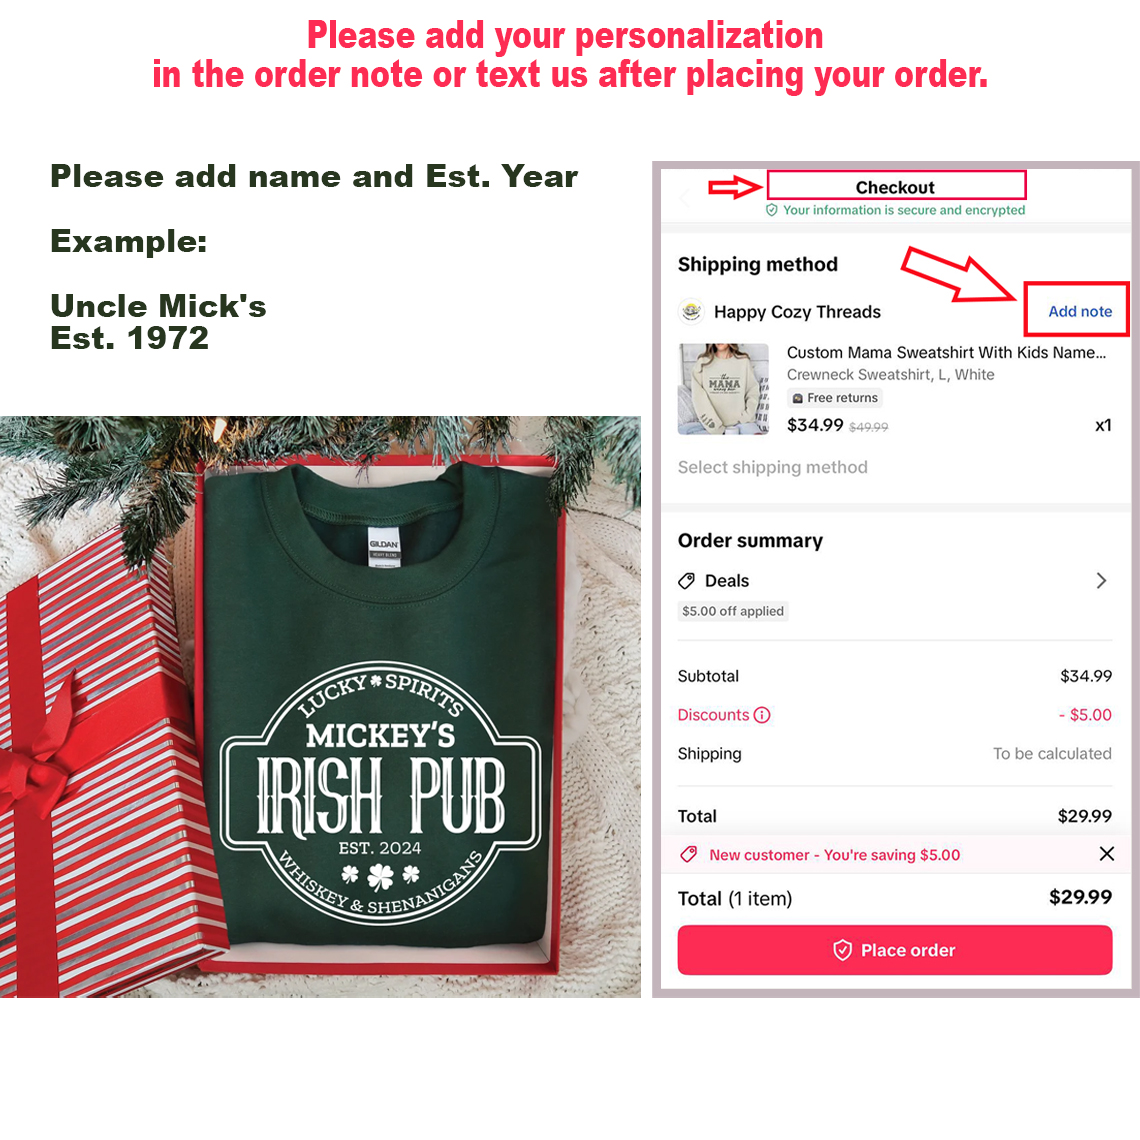 Please add your personalization
in the order note or text us after placing your order.
Please add name and Est. Year
Example:
Uncle Mick's
Est. 1972
GILDAN
HEAVY BLEND
LUCKY SPIRITS
MICKEY'S
IRISH PUB
EST. 2024
WHISKEY & SHENANIGANS
Checkout
Your information is secure and encrypted
Shipping method
Happy Cozy Threads
Add note
Custom Mama Sweatshirt With Kids Name...
Crewneck Sweatshirt, L, White
Free returns
$34.99 $49.99
x1
Select shipping method
Order summary
Deals
$5.00 off applied
Subtotal $34.99
Discounts - $5.00
Shipping To be calculated
Total $29.99
New customer - You're saving $5.00
Total (1 item) $29.99
Place order
MAMA